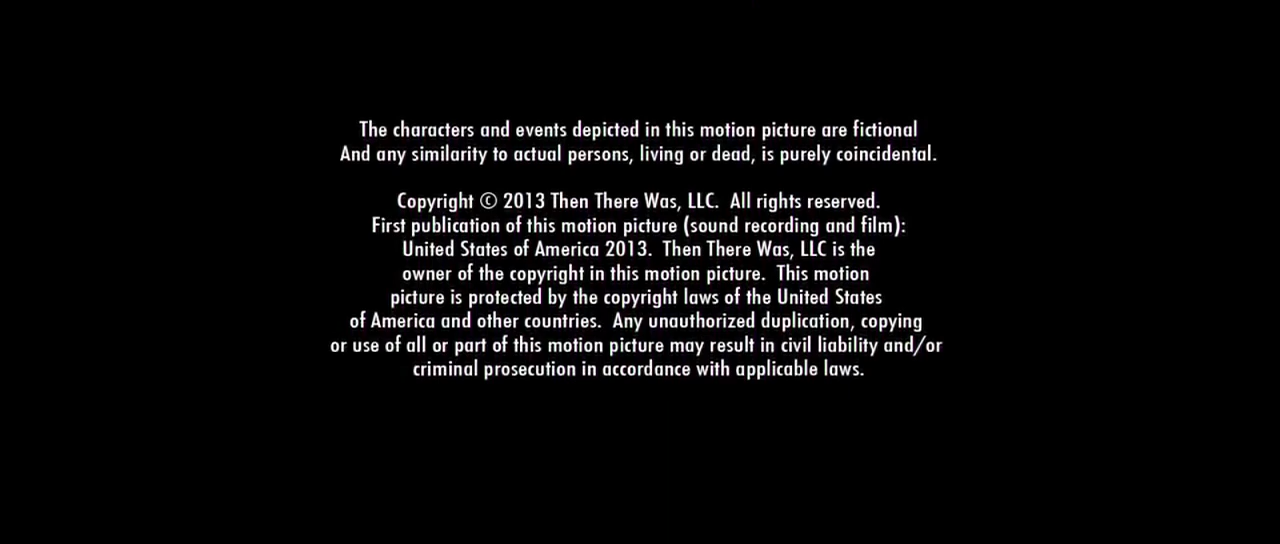 The characters and events depicted in this motion picture are fictional
And any similarity to actual persons, living or dead, is purely coincidental.
Copyright © 2013 Then There Was, LLC.  All rights reserved.
First publication of this motion picture (sound recording and film):
United States of America 2013.  Then There Was, LLC is the
owner of the copyright in this motion picture.  This motion
picture is protected by the copyright laws of the United States
of America and other countries.  Any unauthorized duplication, copying
or use of all or part of this motion picture may result in civil liability and/or
criminal prosecution in accordance with applicable laws.